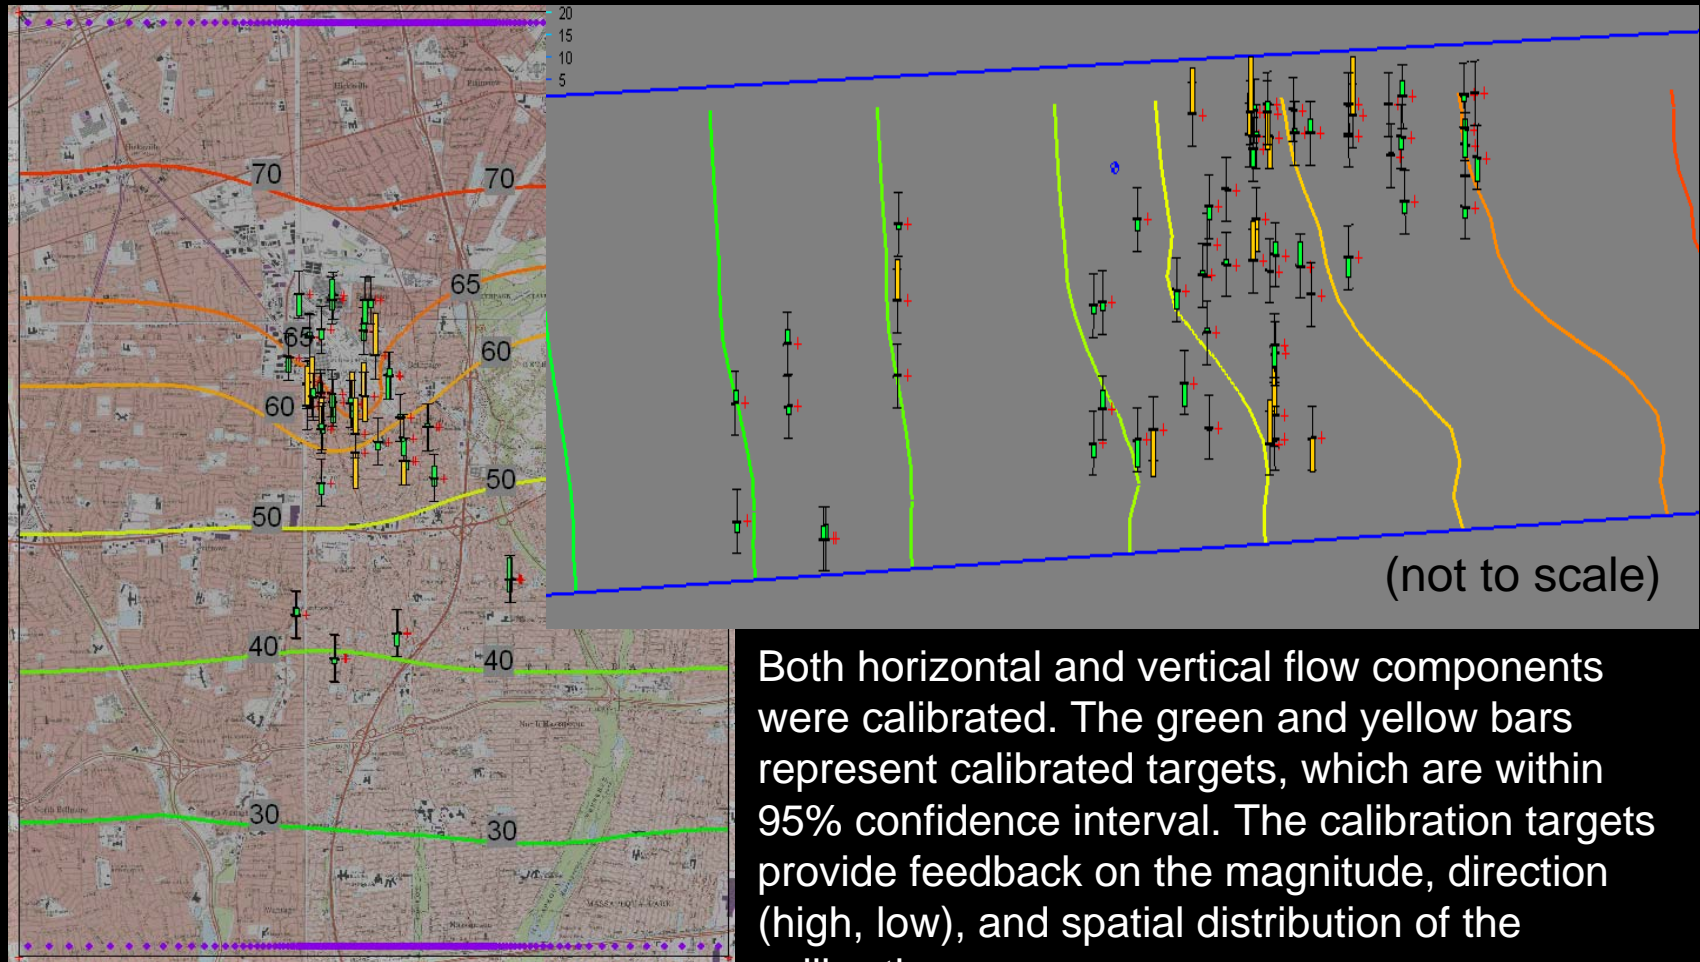 20
15
10
5
70
70
65
65
60
60
50
50
40
40
30
30
(not to scale)
Both horizontal and vertical flow components
were calibrated. The green and yellow bars
represent calibrated targets, which are within
95% confidence interval. The calibration targets
provide feedback on the magnitude, direction
(high, low), and spatial distribution of the